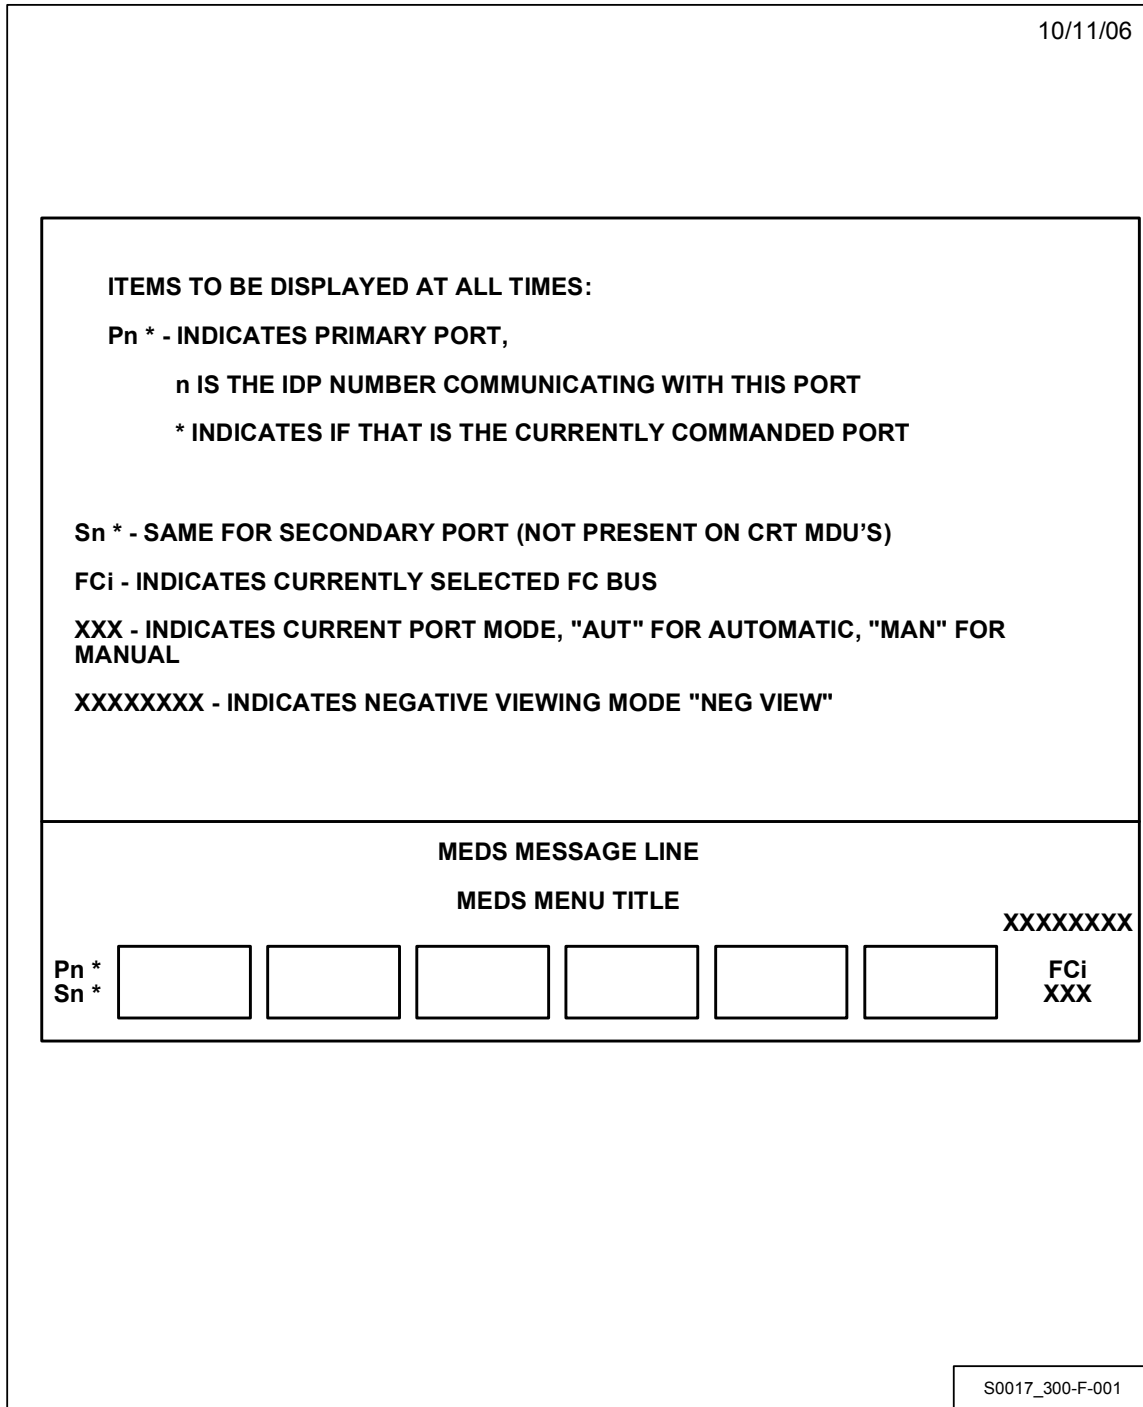 10/11/06
ITEMS TO BE DISPLAYED AT ALL TIMES:
Pn * - INDICATES PRIMARY PORT,
n IS THE IDP NUMBER COMMUNICATING WITH THIS PORT
* INDICATES IF THAT IS THE CURRENTLY COMMANDED PORT
Sn * - SAME FOR SECONDARY PORT (NOT PRESENT ON CRT MDU'S)
FCi - INDICATES CURRENTLY SELECTED FC BUS
XXX - INDICATES CURRENT PORT MODE, "AUT" FOR AUTOMATIC, "MAN" FOR
MANUAL
XXXXXXXX - INDICATES NEGATIVE VIEWING MODE "NEG VIEW"
MEDS MESSAGE LINE
MEDS MENU TITLE
XXXXXXXX
Pn *
Sn *
FCi
XXX
S0017_300-F-001